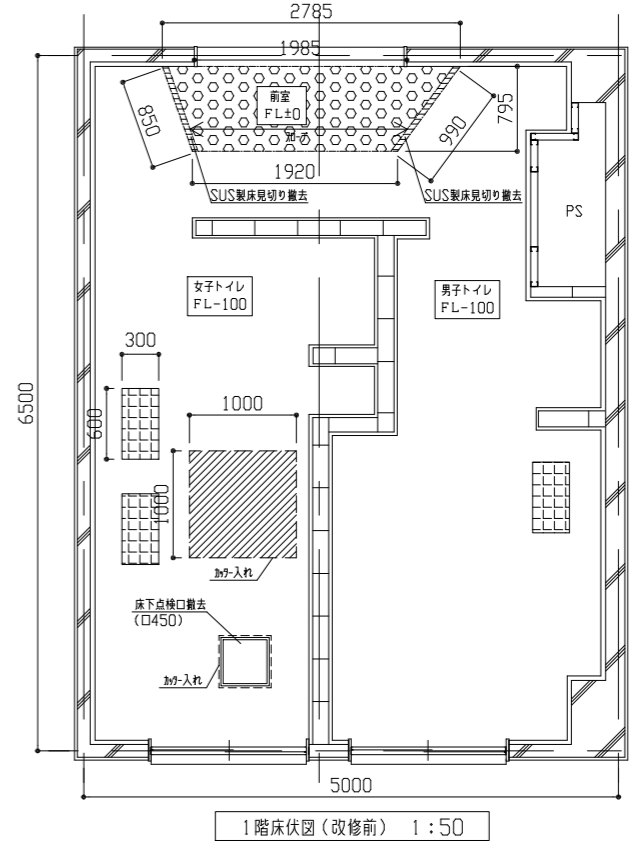 2785
1985
前室
FL±0
スロープ
850
990
795
1920
SUS製床見切り撤去
SUS製床見切り撤去
PS
女子トイレ
FL-100
男子トイレ
FL-100
300
600
6500
1000
1000
カッター入れ
床下点検口撤去
(□450)
カッター入れ
5000
1階床伏図(改修前) 1:50